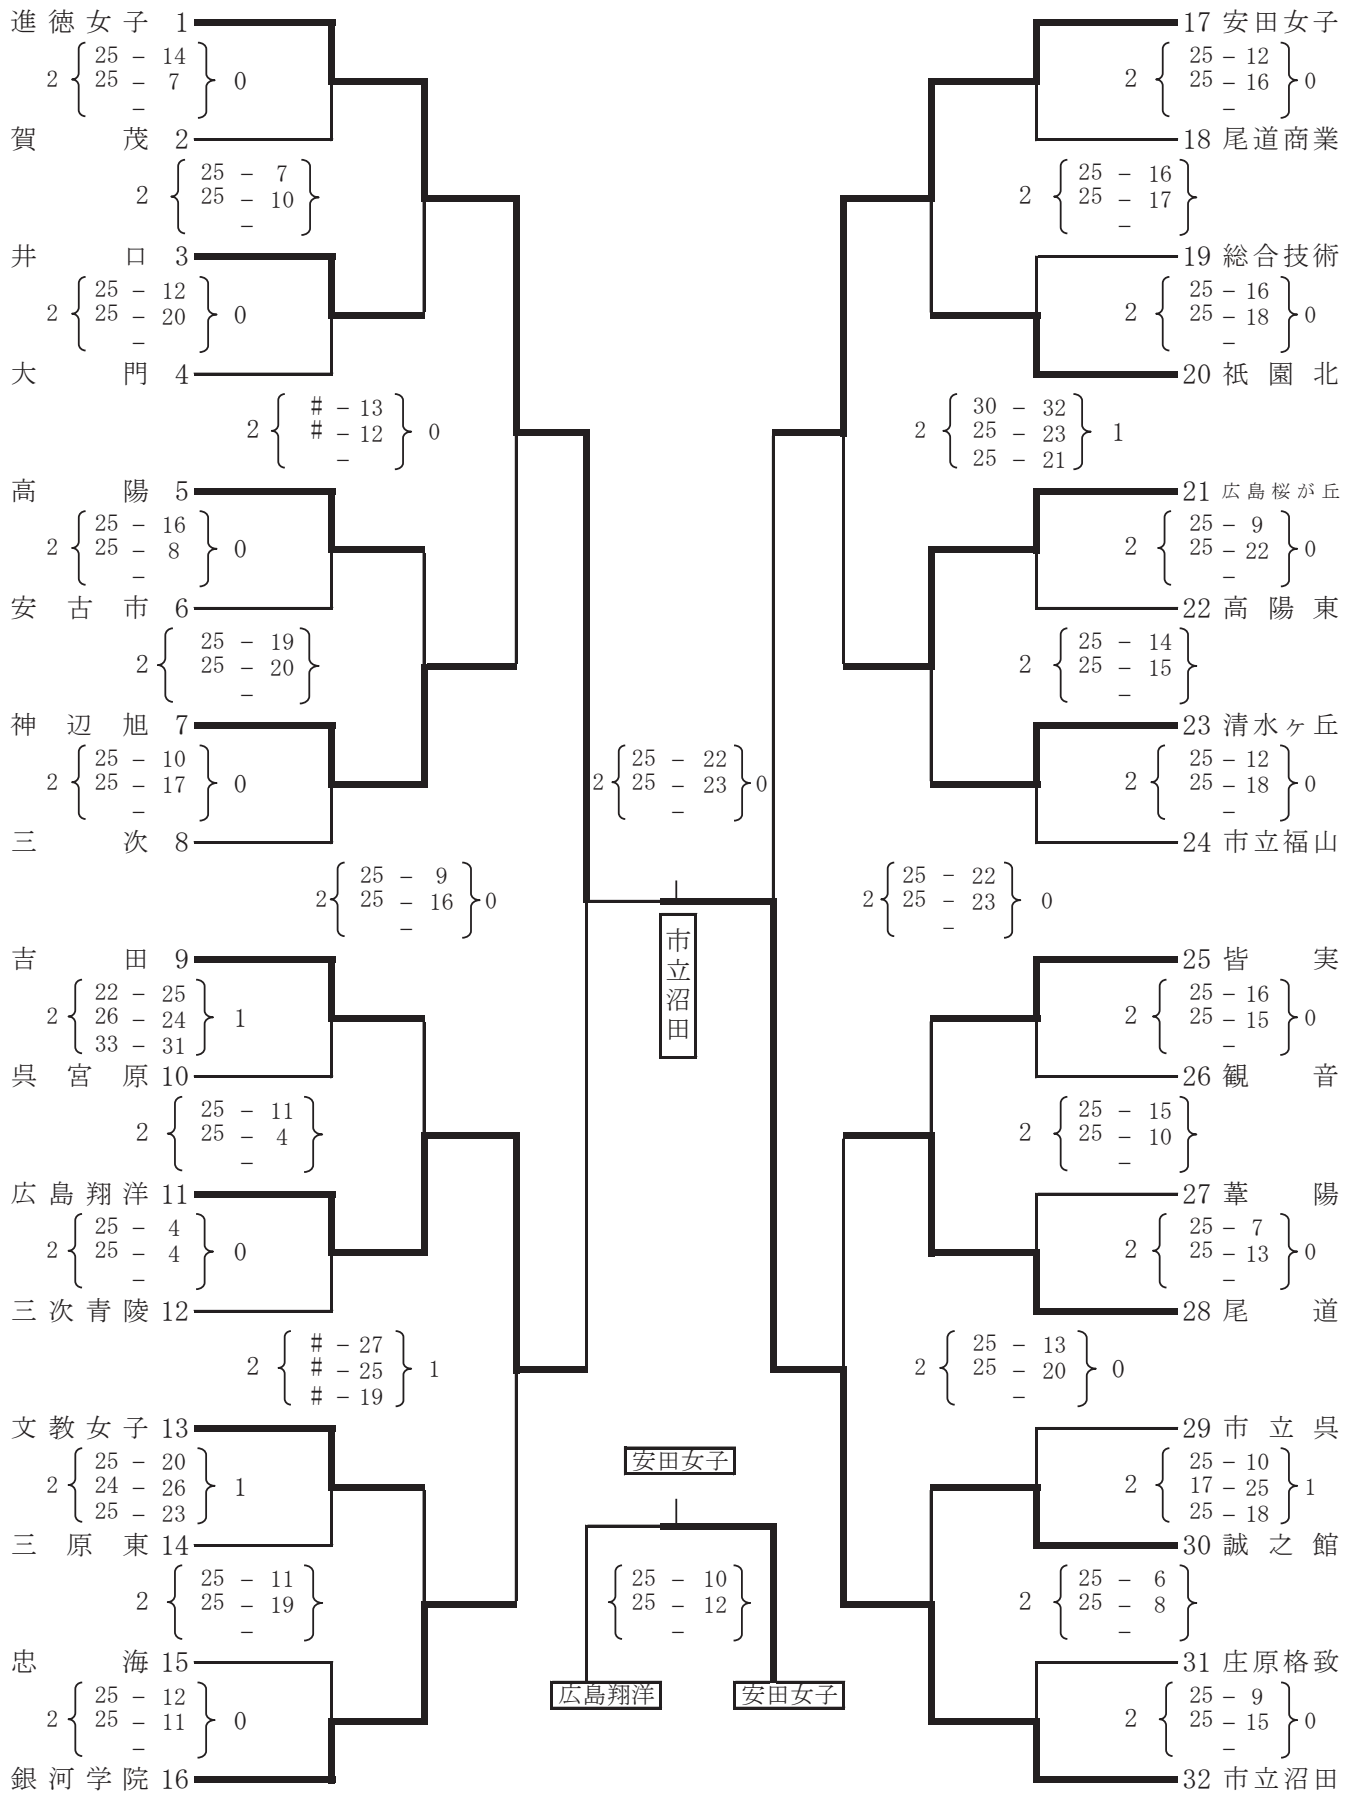 進徳女子 1
2 25 – 14 0
25 – 7
–
賀茂 2
2 25 – 7
25 – 10
–
井口 3
2 25 – 12 0
25 – 20
–
大門 4
2 # – 13 0
# – 12
–
高陽 5
2 25 – 16 0
25 – 8
–
安古市 6
2 25 – 19
25 – 20
–
神辺旭 7
2 25 – 10 0
25 – 17
–
三次 8
2 25 – 9 0
25 – 16
–
吉田 9
2 22 – 25 1
26 – 24
33 – 31
呉宮原 10
2 25 – 11
25 – 4
–
広島翔洋 11
2 25 – 4 0
25 – 4
–
三次青陵 12
2 # – 27 1
# – 25
# – 19
文教女子 13
2 25 – 20 1
24 – 26
25 – 23
三原東 14
2 25 – 11
25 – 19
–
忠海 15
2 25 – 12 0
25 – 11
–
銀河学院 16
2 25 – 22 0
25 – 23
–
市立沼田
安田女子
25 – 10
25 – 12
–
広島翔洋
安田女子
17 安田女子
2 25 – 12 0
25 – 16
–
18 尾道商業
2 25 – 16
25 – 17
–
19 総合技術
2 25 – 16 0
25 – 18
–
20 祇園北
2 30 – 32 1
25 – 23
25 – 21
21 広島桜が丘
2 25 – 9 0
25 – 22
–
22 高陽東
2 25 – 14
25 – 15
–
23 清水ヶ丘
2 25 – 12 0
25 – 18
–
24 市立福山
2 25 – 22 0
25 – 23
–
25 皆実
2 25 – 16 0
25 – 15
–
26 観音
2 25 – 15
25 – 10
–
27 葦陽
2 25 – 7 0
25 – 13
–
28 尾道
2 25 – 13 0
25 – 20
–
29 市立呉
2 25 – 10 1
17 – 25
25 – 18
30 誠之館
2 25 – 6
25 – 8
–
31 庄原格致
2 25 – 9 0
25 – 15
–
32 市立沼田